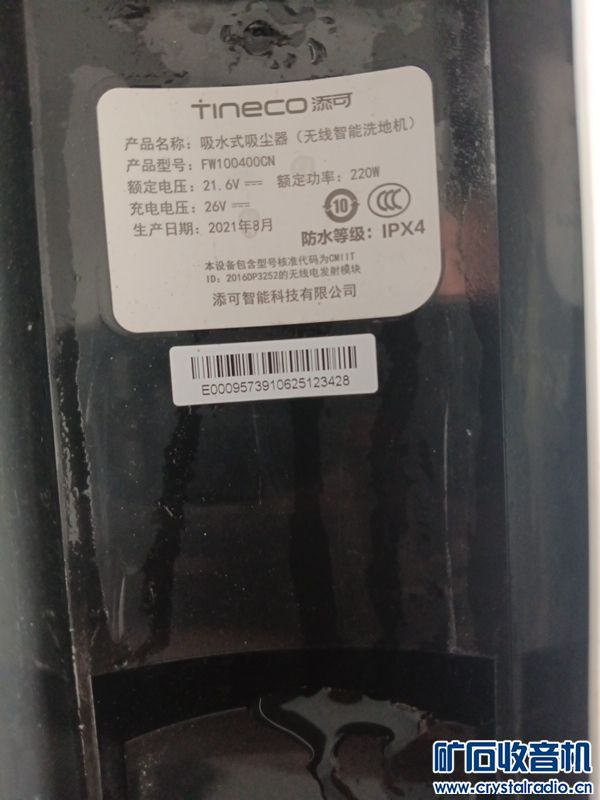 TINECO 添可
产品名称：吸水式吸尘器（无线智能洗地机）
产品型号：FW100400CN
额定电压：21.6V⎓ 额定功率：220W
充电电压：26V⎓
10 CCC
生产日期：2021年8月
防水等级：IPX4
本设备包含型号核准代码为CMIIT
ID：2016DP3252的无线电发射模块
添可智能科技有限公司
E0009573910625123428
矿石收音机
www.crystalradio.cn